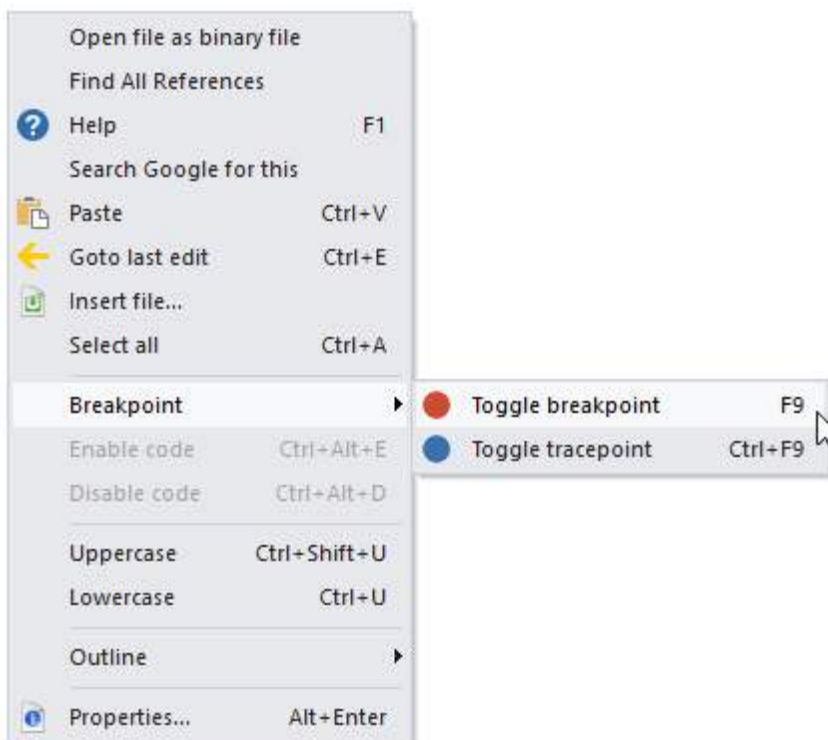 Open file as binary file
Find All References
Help F1
Search Google for this
Paste Ctrl+V
Goto last edit Ctrl+E
Insert file...
Select all Ctrl+A
Breakpoint
Toggle breakpoint F9
Enable code Ctrl+Alt+E
Toggle tracepoint Ctrl+F9
Disable code Ctrl+Alt+D
Uppercase Ctrl+Shift+U
Lowercase Ctrl+U
Outline
Properties... Alt+Enter